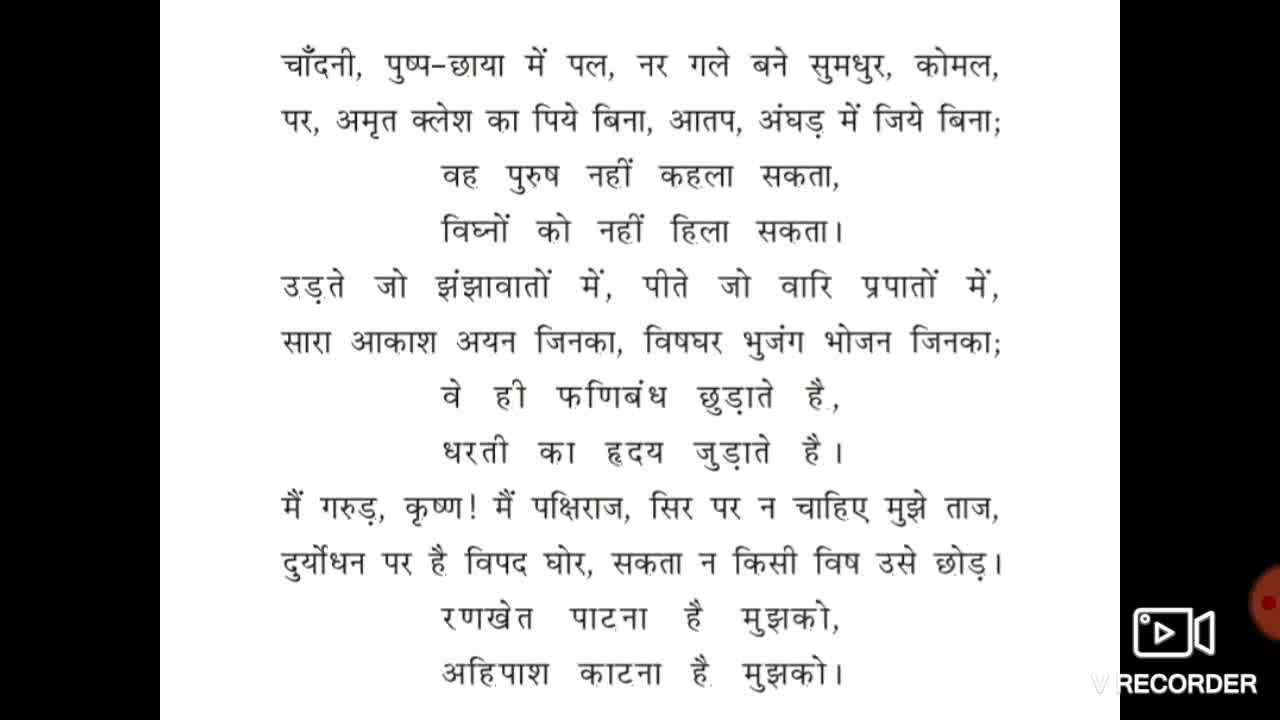 चाँदनी, पुष्प-छाया में पल, नर गले बने सुमधुर, कोमल,
पर, अमृत क्लेश का पिये बिना, आतप, अंघड़ में जिये बिना;
वह पुरुष नहीं कहला सकता,
विघ्नों को नहीं हिला सकता।
उड़ते जो झंझावातों में, पीते जो वारि प्रपातों में,
सारा आकाश अयन जिनका, विषघर भुजंग भोजन जिनका;
वे ही फणिबंध छुड़ाते है,
धरती का हृदय जुड़ाते है।
मैं गरुड़, कृष्ण! मैं पक्षिराज, सिर पर न चाहिए मुझे ताज,
दुर्योधन पर है विपद घोर, सकता न किसी विष उसे छोड़।
रणखेत पाटना है मुझको,
अहिपाश काटना है मुझको।
V RECORDER